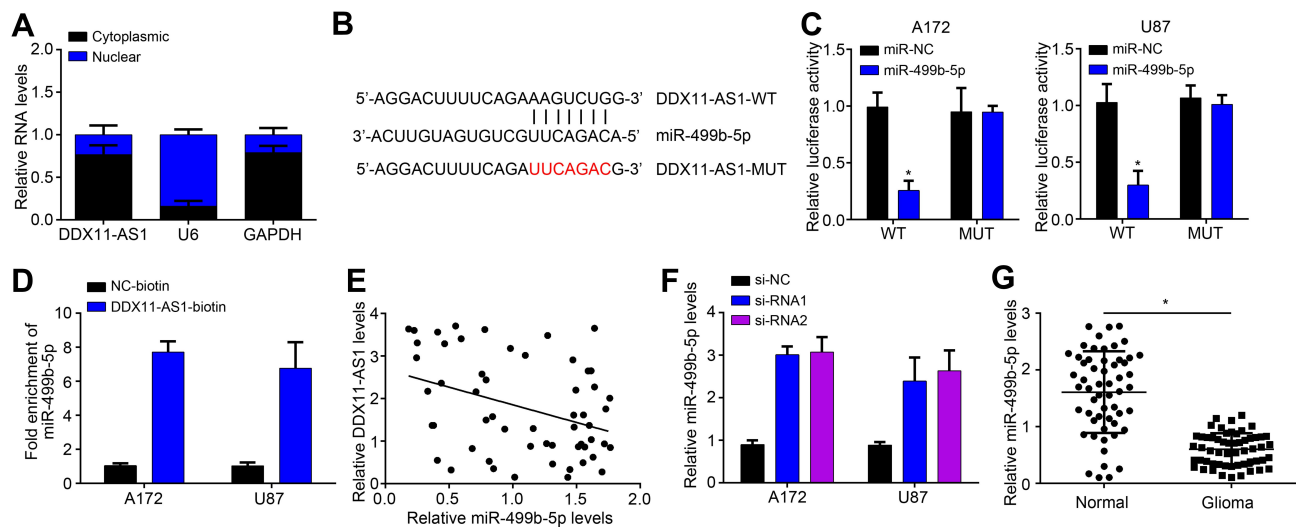 A
Cytoplasmic
Nuclear
Relative RNA levels
2.0
1.5
1.0
0.5
0.0
DDX11-AS1
U6
GAPDH
B
5'-AGGACUUUUCAGAAAGUCUGG-3' DDX11-AS1-WT
3'-ACUUGUAGUGUCGUUCAGACA-5' miR-499b-5p
5'-AGGACUUUUCAGAUUCAGACG-3' DDX11-AS1-MUT
C
A172
miR-NC
miR-499b-5p
Relative luciferase activity
1.5
1.0
0.5
0.0
*
WT
MUT
U87
miR-NC
miR-499b-5p
Relative luciferase activity
1.5
1.0
0.5
0.0
*
WT
MUT
D
NC-biotin
DDX11-AS1-biotin
Fold enrichment of
miR-499b-5p
10
8
6
4
2
0
A172
U87
E
Relative DDX11-AS1 levels
4
3
2
1
0
0.0
0.5
1.0
1.5
2.0
Relative miR-499b-5p levels
F
si-NC
si-RNA1
si-RNA2
Relative miR-499b-5p levels
4
3
2
1
0
A172
U87
G
Relative miR-499b-5p levels
3
2
1
0
*
Normal
Glioma